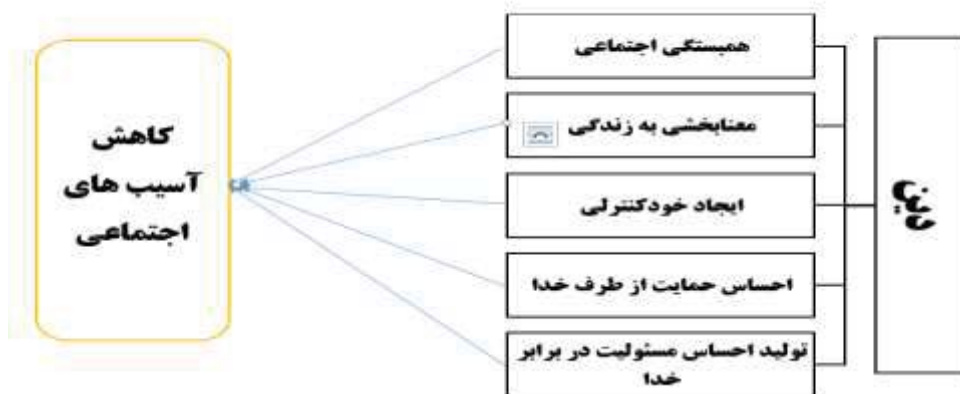 دین
همبستگی اجتماعی
معنابخشی به زندگی
ایجاد خودکنترلی
احساس حمایت از طرف خدا
تولید احساس مسئولیت در برابر
خدا
کاهش
آسیب های
اجتماعی